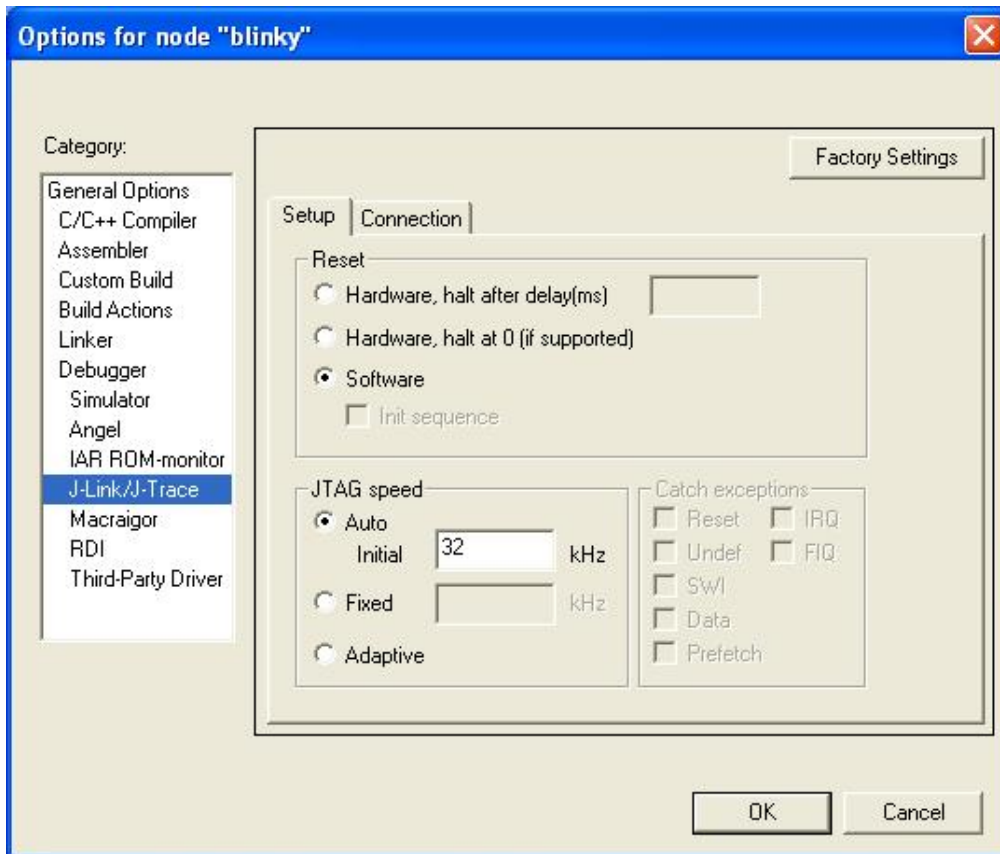 Options for node "blinky"
Category:
General Options
C/C++ Compiler
Assembler
Custom Build
Build Actions
Linker
Debugger
Simulator
Angel
IAR ROM-monitor
J-Link/J-Trace
Macraigor
RDI
Third-Party Driver
Factory Settings
Setup Connection
Reset
Hardware, halt after delay(ms)
Hardware, halt at 0 (if supported)
Software
Init sequence
JTAG speed
Auto
Initial 32 kHz
Fixed kHz
Adaptive
Catch exceptions
Reset IRQ
Undef FIQ
SWI
Data
Prefetch
OK Cancel